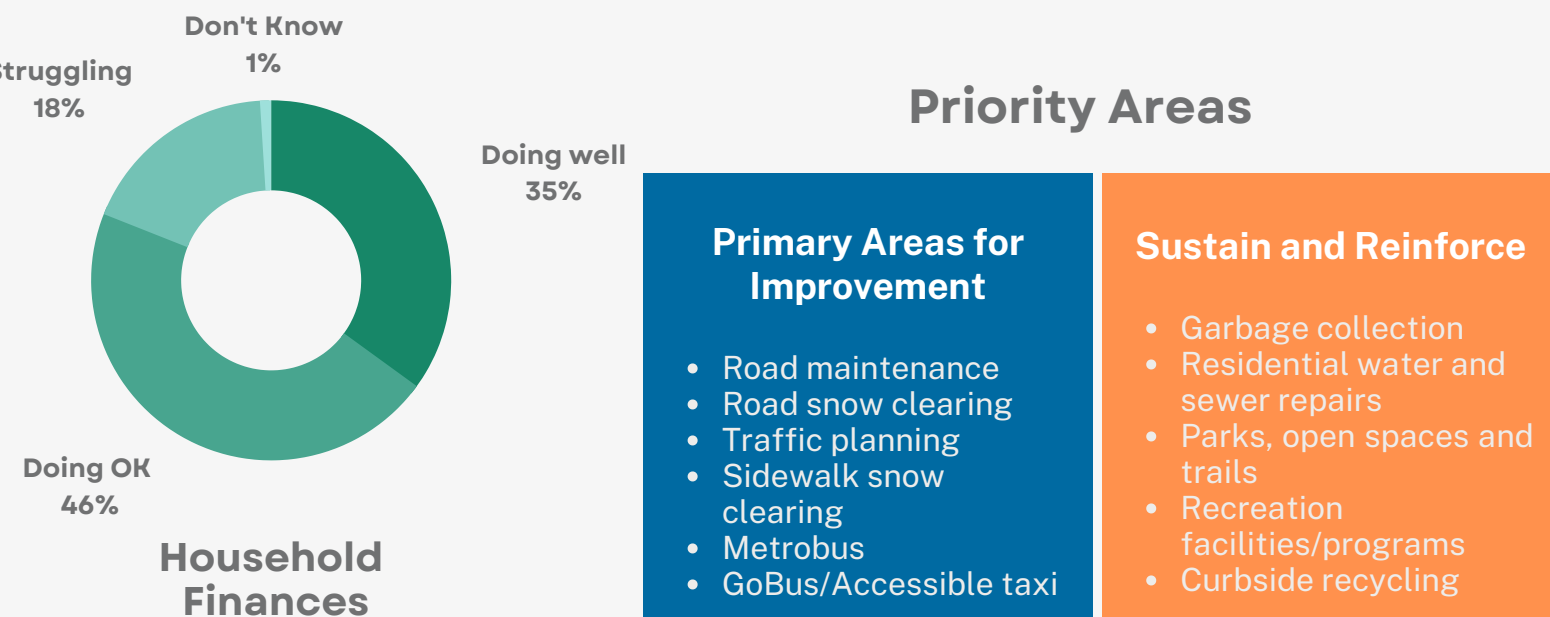 Don't Know
1%
Struggling
18%
Doing well
35%
Doing OK
46%
Household
Finances
Priority Areas
Primary Areas for
Improvement
Road maintenance
Road snow clearing
Traffic planning
Sidewalk snow
clearing
Metrobus
GoBus/Accessible taxi
Sustain and Reinforce
Garbage collection
Residential water and
sewer repairs
Parks, open spaces and
trails
Recreation
facilities/programs
Curbside recycling